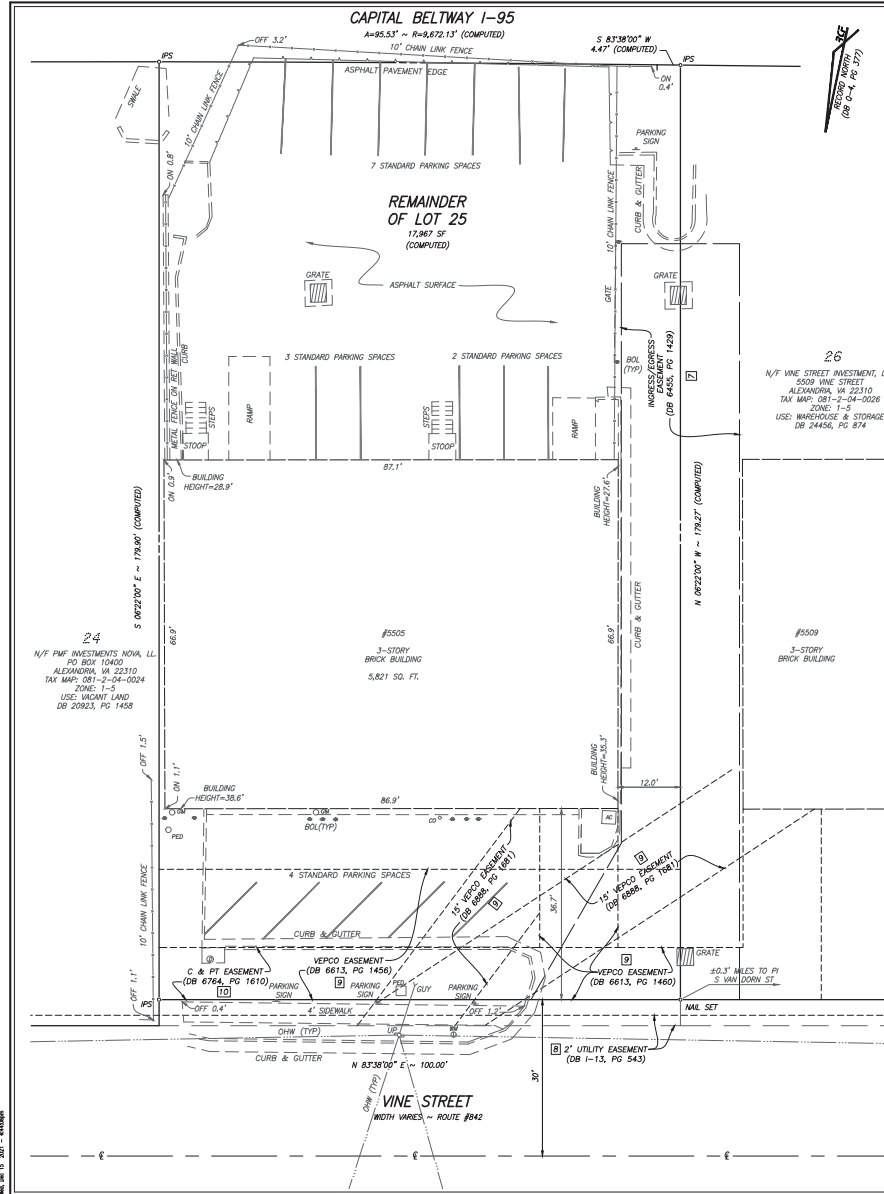 CAPITAL BELTWAY I-95
A=95.53' ~ R=9,672.13' (COMPUTED)
OFF 3.2'
10' CHAIN LINK FENCE
S 83°38'00" W
4.47' (COMPUTED)
IPS
IPS
RCE
RECORD NORTH
(DB O-4, PG 377)
ASPHALT PAVEMENT EDGE
ON
0.4'
SWALE
10' CHAIN LINK FENCE
ON 0.8'
PARKING
SIGN
7 STANDARD PARKING SPACES
10' CHAIN LINK FENCE
CURB & GUTTER
REMAINDER
OF LOT 25
17,967 SF
(COMPUTED)
GRATE
ASPHALT SURFACE
GATE
GRATE
METAL FENCE ON RET WALL
CURB
3 STANDARD PARKING SPACES
2 STANDARD PARKING SPACES
BOL
(TYP)
INGRESS/EGRESS
EASEMENT
(DB 6455, PG 1429)
7
26
N/F VINE STREET INVESTMENT, L
5509 VINE STREET
ALEXANDRIA, VA 22310
TAX MAP: 081-2-04-0026
ZONE: I-5
USE: WAREHOUSE & STORAGE
DB 24456, PG 874
STEPS
RAMP
STEPS
RAMP
STOOP
STOOP
87.1'
ON 0.9'
BUILDING
HEIGHT=28.9'
BUILDING
HEIGHT=27.6'
S 06°22'00" E ~ 179.90' (COMPUTED)
N 06°22'00" W ~ 179.27' (COMPUTED)
66.9'
66.9'
CURB & GUTTER
24
N/F PMF INVESTMENTS NOVA, LL
PO BOX 10400
ALEXANDRIA, VA 22310
TAX MAP: 081-2-04-0024
ZONE: I-5
USE: VACANT LAND
DB 20923, PG 1458
#5505
3-STORY
BRICK BUILDING
5,821 SQ. FT.
#5509
3-STORY
BRICK BUILDING
OFF 1.5'
ON 1.1'
BUILDING
HEIGHT=38.6'
86.9'
BUILDING
HEIGHT=35.3'
12.0'
GM
GM
BOL(TYP)
CO
AC
PED
10' CHAIN LINK FENCE
4 STANDARD PARKING SPACES
15' VEPCO EASEMENT
(DB 6888, PG 1681)
9
36.7'
9
15' VEPCO EASEMENT
(DB 6888, PG 1681)
CURB & GUTTER
C & PT EASEMENT
(DB 6764, PG 1610)
10
VEPCO EASEMENT
(DB 6613, PG 1456)
9
9
VEPCO EASEMENT
(DB 6613, PG 1460)
GRATE
±0.3' MILES TO PI
S VAN DORN ST
OFF 1.1'
IPS
OFF 0.4'
PARKING
SIGN
PARKING
SIGN
PED
GUY
PARKING
SIGN
OFF 1.2'
NAIL SET
4' SIDEWALK
OHW (TYP)
UP
WM
CURB & GUTTER
N 83°38'00" E ~ 100.00'
8 2' UTILITY EASEMENT
(DB I-13, PG 543)
OHW (TYP)
30'
VINE STREET
WIDTH VARIES ~ ROUTE #842